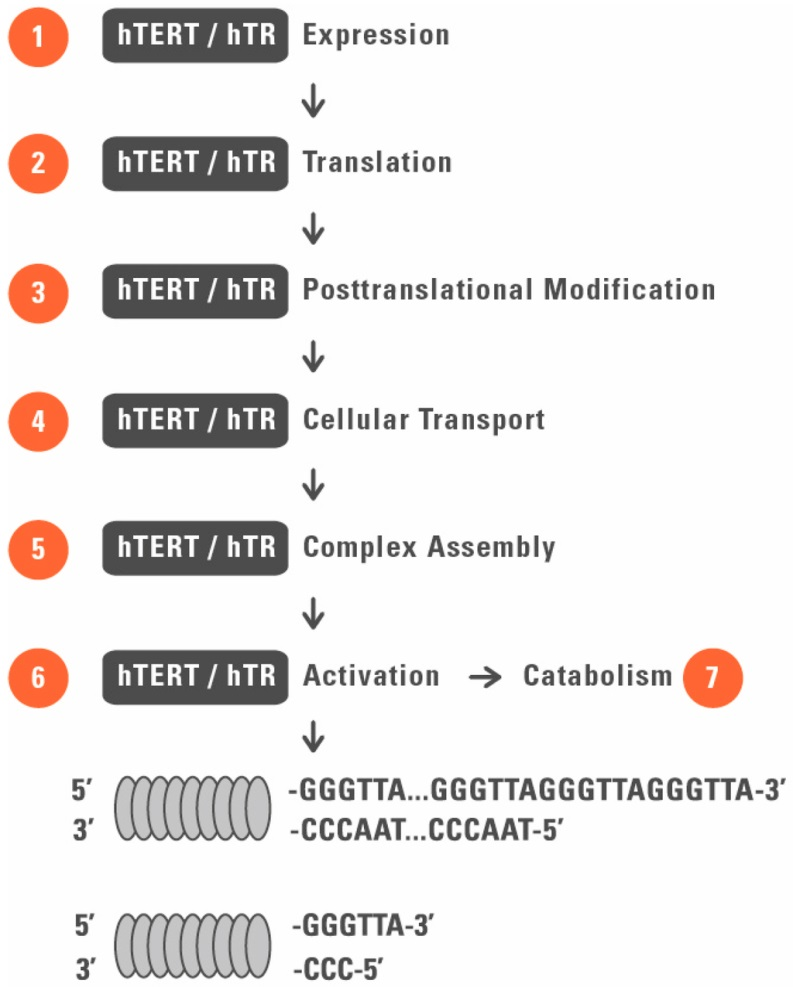 1 hTERT / hTR Expression
2 hTERT / hTR Translation
3 hTERT / hTR Posttranslational Modification
4 hTERT / hTR Cellular Transport
5 hTERT / hTR Complex Assembly
6 hTERT / hTR Activation → Catabolism 7
5′ -GGGTTA...GGGTTAGGGTTAGGGTTA-3′
3′ -CCCAAT...CCCAAT-5′
5′ -GGGTTA-3′
3′ -CCC-5′